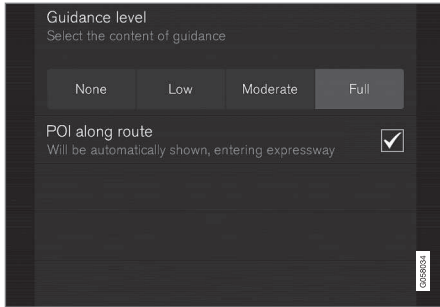 Guidance level
Select the content of guidance
None Low Moderate Full
POI along route
Will be automatically shown, entering expressway
G058034